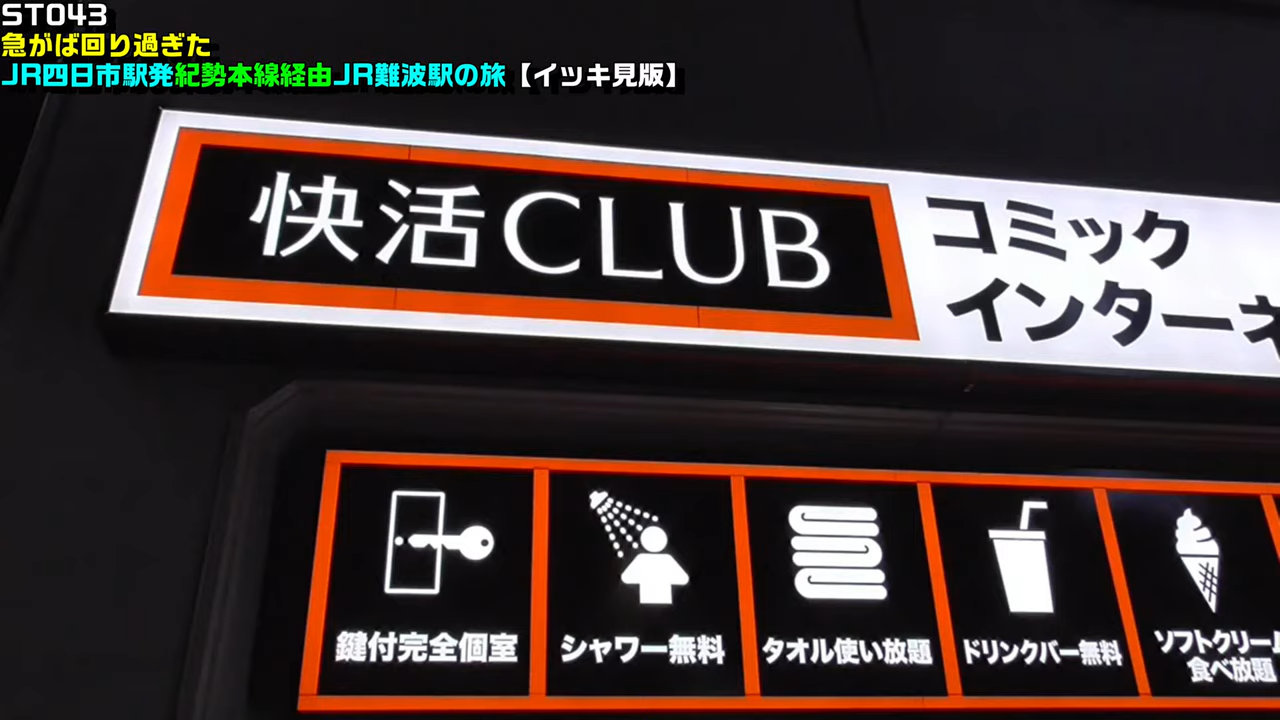 ST043
急がば回り過ぎた
JR四日市駅発紀勢本線経由JR難波駅の旅【イッキ見版】
快活CLUB
コミック
インターネ
鍵付完全個室
シャワー無料
タオル使い放題
ドリンクバー無料
ソフトクリーム
食べ放題